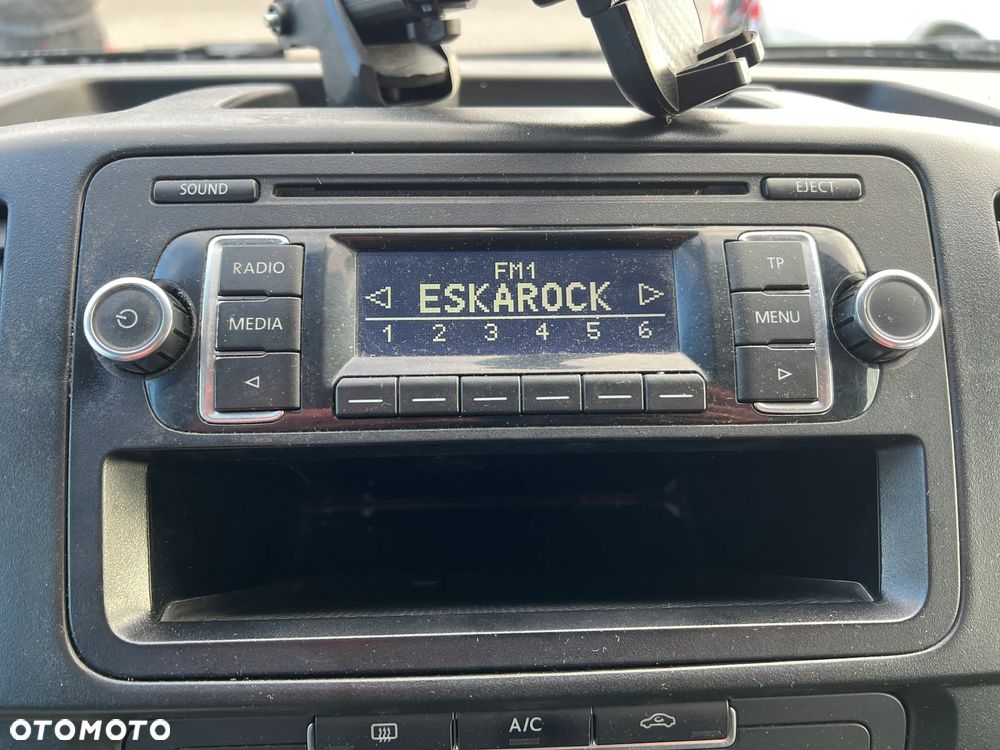 SOUND
EJECT
RADIO
FM1
TP
ESKAROCK
MEDIA
MENU
1 2 3 4 5 6
A/C
OTOMOTO